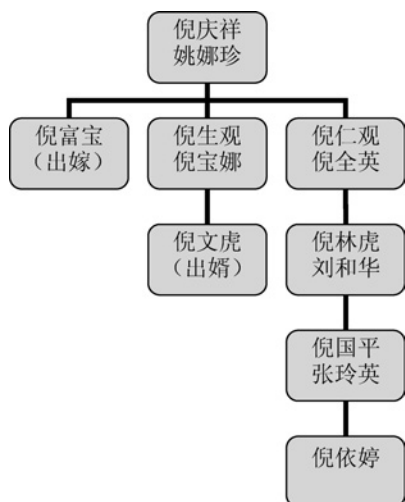 倪庆祥
姚娜珍
倪富宝
（出嫁）
倪生观
倪宝娜
倪仁观
倪全英
倪文虎
（出婿）
倪林虎
刘和华
倪国平
张玲英
倪依婷